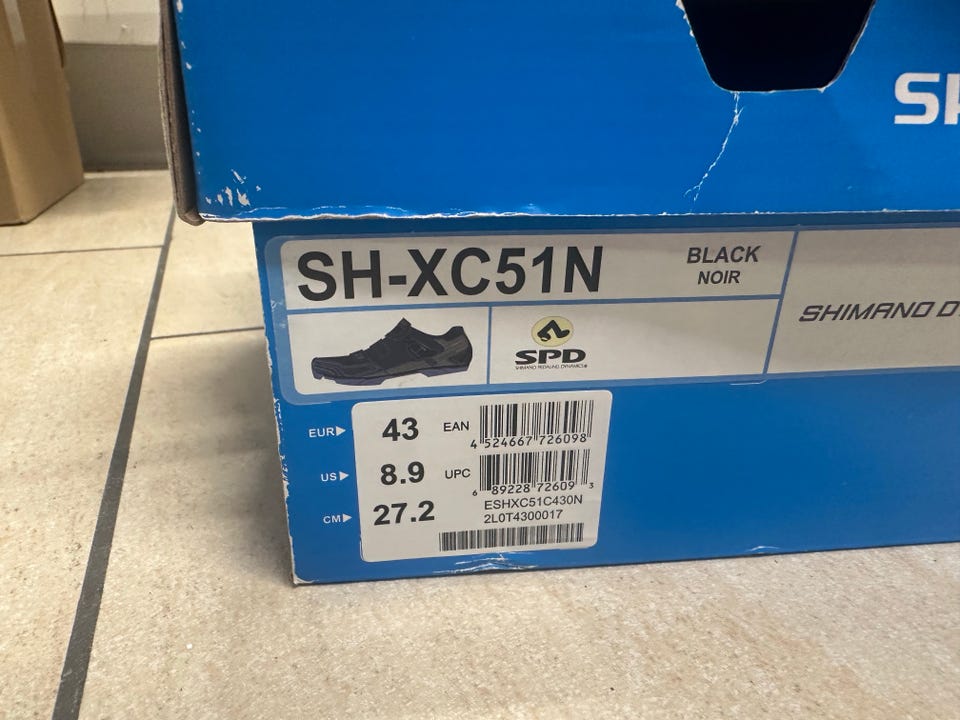 SH-XC51N
BLACK
NOIR
SHIMANO
SPD
SHIMANO PEDALING DYNAMICS
EUR▶ 43 EAN 4 524667 726098
US▶ 8.9 UPC 6 89228 72609 3
CM▶ 27.2 ESHXC51C430N
2L0T4300017